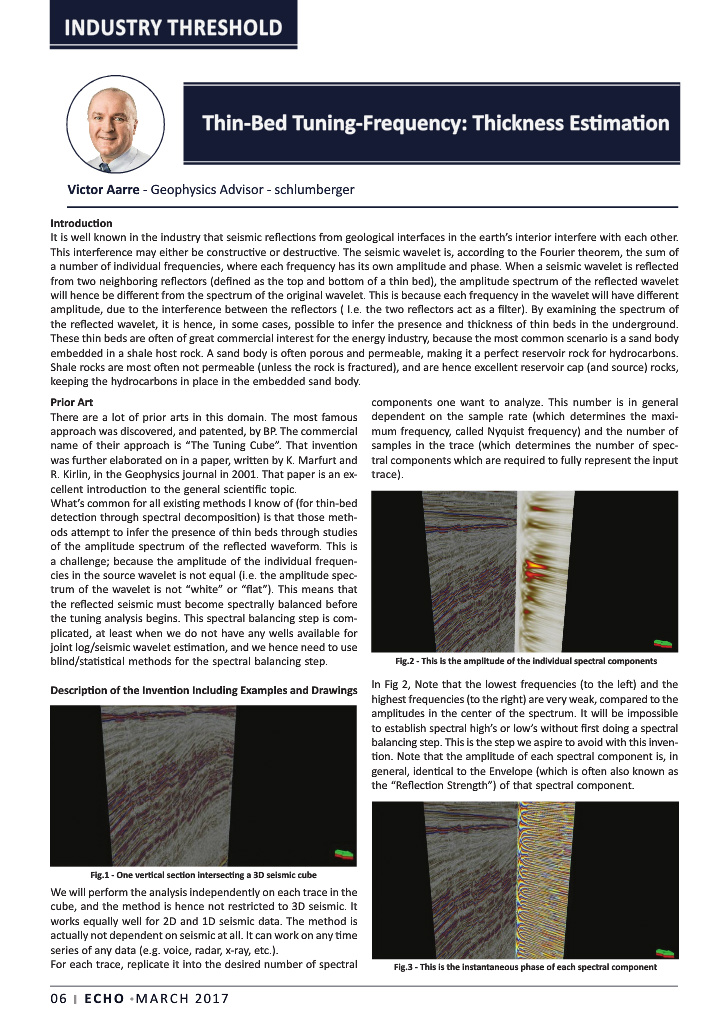 INDUSTRY THRESHOLD
Thin-Bed Tuning-Frequency: Thickness Estimation
Victor Aarre - Geophysics Advisor - schlumberger
Introduction
It is well known in the industry that seismic reflections from geological interfaces in the earth's interior interfere with each other.
This interference may either be constructive or destructive. The seismic wavelet is, according to the Fourier theorem, the sum of
a number of individual frequencies, where each frequency has its own amplitude and phase. When a seismic wavelet is reflected
from two neighboring reflectors (defined as the top and bottom of a thin bed), the amplitude spectrum of the reflected wavelet
will hence be different from the spectrum of the original wavelet. This is because each frequency in the wavelet will have different
amplitude, due to the interference between the reflectors ( I.e. the two reflectors act as a filter). By examining the spectrum of
the reflected wavelet, it is hence, in some cases, possible to infer the presence and thickness of thin beds in the underground.
These thin beds are often of great commercial interest for the energy industry, because the most common scenario is a sand body
embedded in a shale host rock. A sand body is often porous and permeable, making it a perfect reservoir rock for hydrocarbons.
Shale rocks are most often not permeable (unless the rock is fractured), and are hence excellent reservoir cap (and source) rocks,
keeping the hydrocarbons in place in the embedded sand body.
Prior Art
There are a lot of prior arts in this domain. The most famous
approach was discovered, and patented, by BP. The commercial
name of their approach is “The Tuning Cube”. That invention
was further elaborated on in a paper, written by K. Marfurt and
R. Kirlin, in the Geophysics journal in 2001. That paper is an ex-
cellent introduction to the general scientific topic.
What's common for all existing methods I know of (for thin-bed
detection through spectral decomposition) is that those meth-
ods attempt to infer the presence of thin beds through studies
of the amplitude spectrum of the reflected waveform. This is
a challenge; because the amplitude of the individual frequen-
cies in the source wavelet is not equal (i.e. the amplitude spec-
trum of the wavelet is not “white” or “flat”). This means that
the reflected seismic must become spectrally balanced before
the tuning analysis begins. This spectral balancing step is com-
plicated, at least when we do not have any wells available for
joint log/seismic wavelet estimation, and we hence need to use
blind/statistical methods for the spectral balancing step.
Description of the Invention Including Examples and Drawings
Fig.1 - One vertical section intersecting a 3D seismic cube
We will perform the analysis independently on each trace in the
cube, and the method is hence not restricted to 3D seismic. It
works equally well for 2D and 1D seismic data. The method is
actually not dependent on seismic at all. It can work on any time
series of any data (e.g. voice, radar, x-ray, etc.).
For each trace, replicate it into the desired number of spectral
components one want to analyze. This number is in general
dependent on the sample rate (which determines the maxi-
mum frequency, called Nyquist frequency) and the number of
samples in the trace (which determines the number of spec-
tral components which are required to fully represent the input
trace).
Fig.2 - This is the amplitude of the individual spectral components
In Fig 2, Note that the lowest frequencies (to the left) and the
highest frequencies (to the right) are very weak, compared to the
amplitudes in the center of the spectrum. It will be impossible
to establish spectral high's or low's without first doing a spectral
balancing step. This is the step we aspire to avoid with this inven-
tion. Note that the amplitude of each spectral component is, in
general, identical to the Envelope (which is often also known as
the “Reflection Strength”) of that spectral component.
Fig.3 - This is the instantaneous phase of each spectral component
06 | ECHO •MARCH 2017